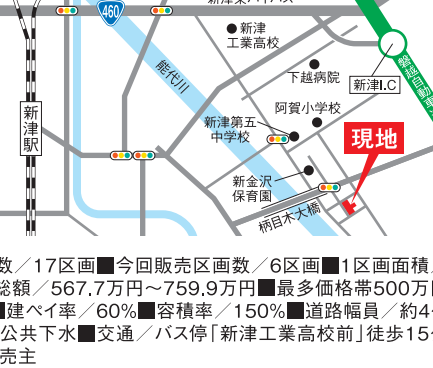 460
新津
工業高校
能代川
下越病院
新津I.C
磐越自動車
阿賀小学校
新津第五
中学校
新津駅
現地
新金沢
保育園
柄目木大橋
数／17区画■今回販売区画数／6区画■1区画面積／
総額／567.7万円～759.9万円■最多価格帯500万円
■建ペイ率／60%■容積率／150%■道路幅員／約4
公共下水■交通／バス停「新津工業高校前」徒歩15
売主